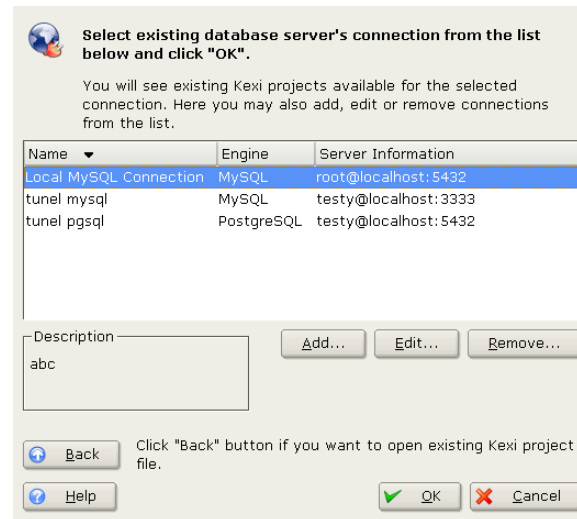 Select existing database server's connection from the list
below and click "OK".
You will see existing Kexi projects available for the selected
connection. Here you may also add, edit or remove connections
from the list.
Name Engine Server Information
Local MySQL Connection MySQL root@localhost:5432
tunel mysql MySQL testy@localhost:3333
tunel pgsql PostgreSQL testy@localhost:5432
Description
abc
Add... Edit... Remove...
Back
Click "Back" button if you want to open existing Kexi project
file.
Help OK Cancel